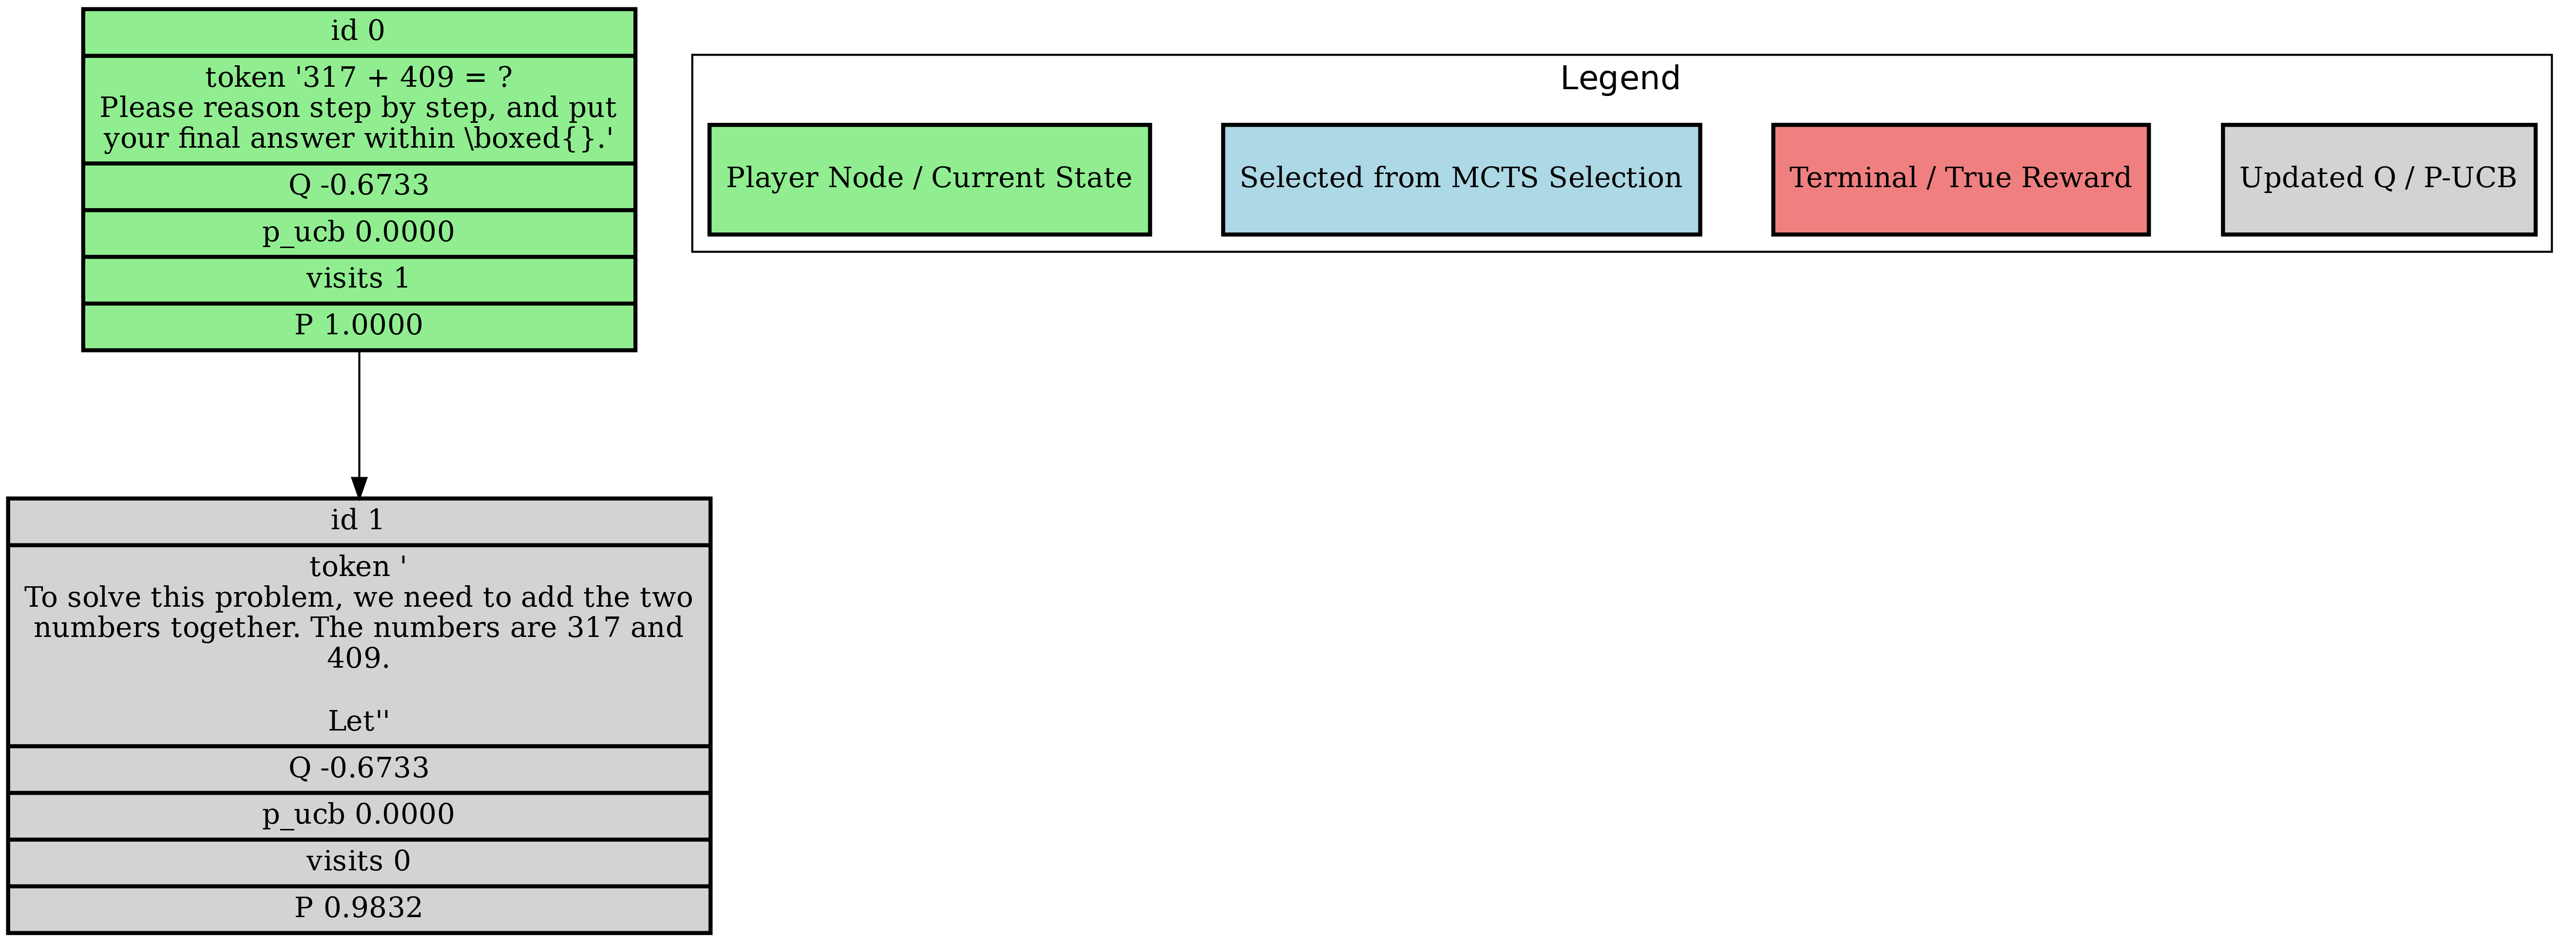 id 0
token '317 + 409 = ?
Please reason step by step, and put
your final answer within \boxed{}.'
Q -0.6733
p_ucb 0.0000
visits 1
P 1.0000
Legend
Player Node / Current State
Selected from MCTS Selection
Terminal / True Reward
Updated Q / P-UCB
id 1
token '
To solve this problem, we need to add the two
numbers together. The numbers are 317 and
409.
Let''
Q -0.6733
p_ucb 0.0000
visits 0
P 0.9832